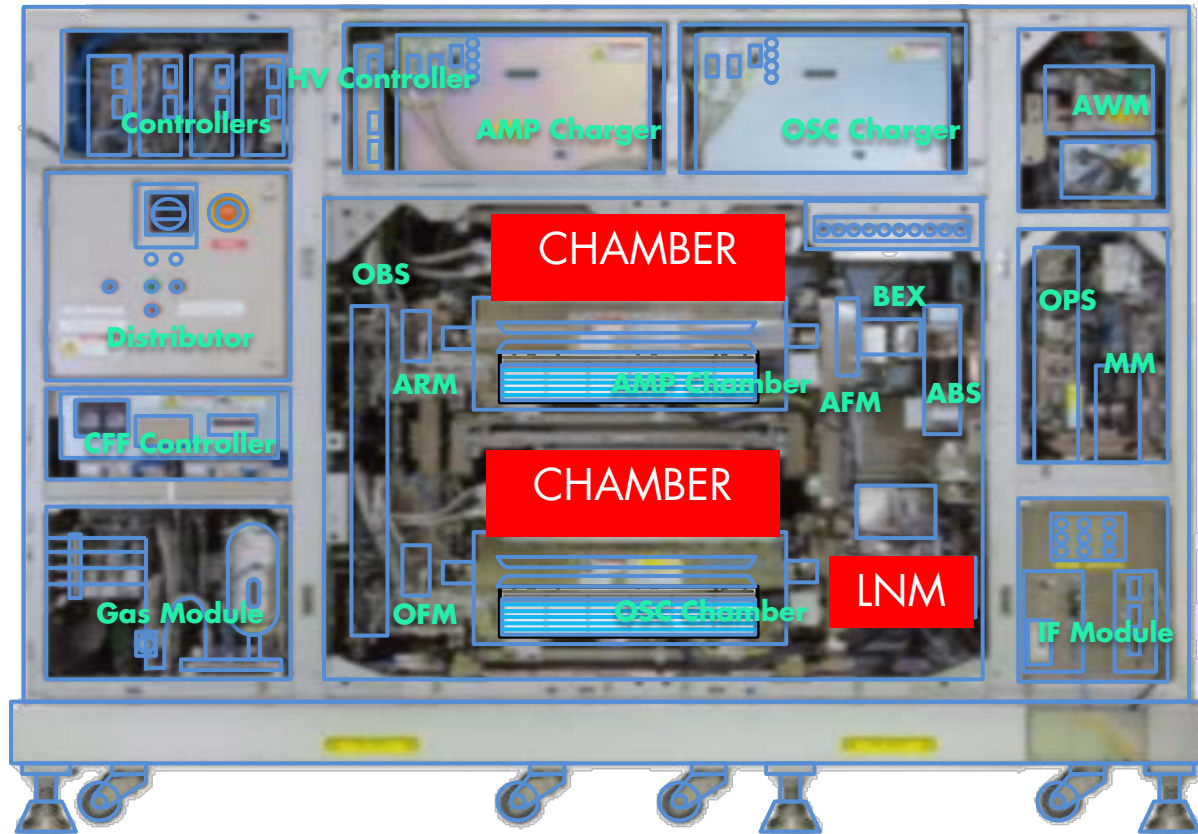 HV Controller
Controllers
AMP Charger
OSC Charger
AWM
CHAMBER
OBS
BEX
OPS
Distributor
ARM
AMP Chamber
AFM
ABS
MM
CFF Controller
CHAMBER
LNM
Gas Module
OFM
OSC Chamber
IF Module